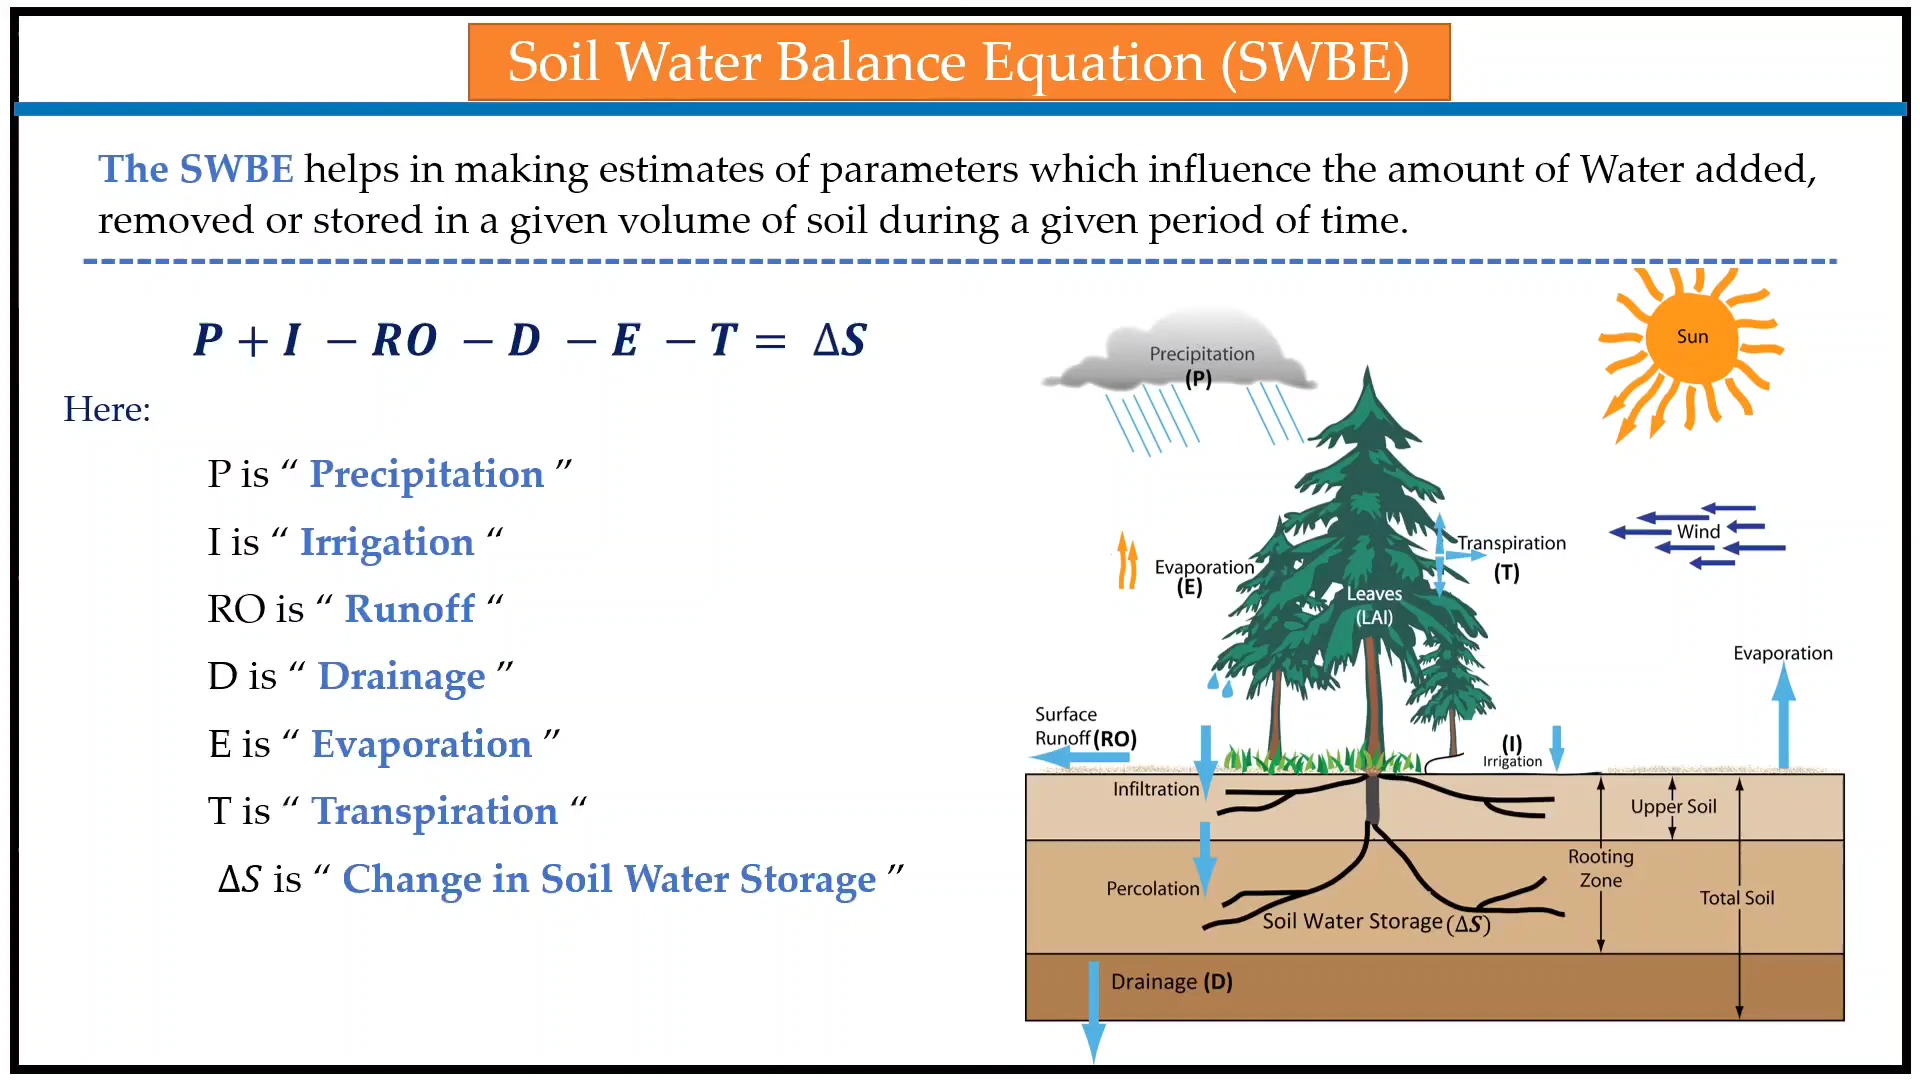 Soil Water Balance Equation (SWBE)
The SWBE helps in making estimates of parameters which influence the amount of Water added,
removed or stored in a given volume of soil during a given period of time.
P + I − RO − D − E − T = ΔS
Here:
P is “ Precipitation ”
I is “ Irrigation “
RO is “ Runoff “
D is “ Drainage ”
E is “ Evaporation ”
T is “ Transpiration “
ΔS is “ Change in Soil Water Storage ”
Precipitation
(P)
Sun
Wind
Evaporation
(E)
Transpiration
(T)
Leaves
(LAI)
Evaporation
Surface
Runoff (RO)
(I)
Irrigation
Infiltration
Upper Soil
Rooting
Zone
Percolation
Total Soil
Soil Water Storage (ΔS)
Drainage (D)